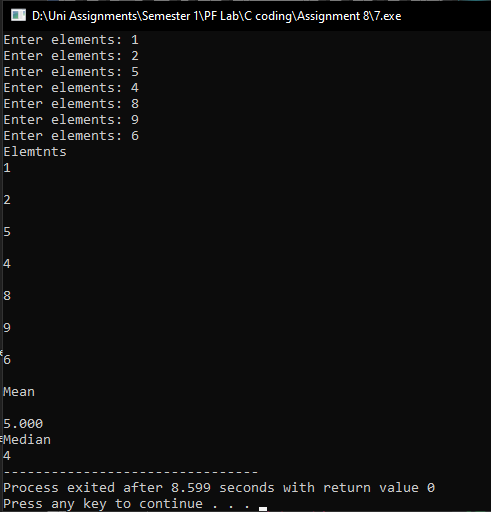 D:\Uni Assignments\Semester 1\PF Lab\C coding\Assignment 8\7.exe
Enter elements: 1
Enter elements: 2
Enter elements: 5
Enter elements: 4
Enter elements: 8
Enter elements: 9
Enter elements: 6
Elemtnts
1
2
5
4
8
9
6
Mean
5.000
Median
4
--------------------------------
Process exited after 8.599 seconds with return value 0
Press any key to continue . . .